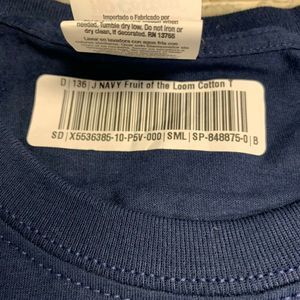 Importado o Fabricado por
needed. Tumble dry low. Do not iron or
dry clean, if decorated. RN 13765
D | 136 | J NAVY Fruit of the Loom Cotton T
SD | X5536385-10-P5V-000 | SML | SP-848875-0 | B